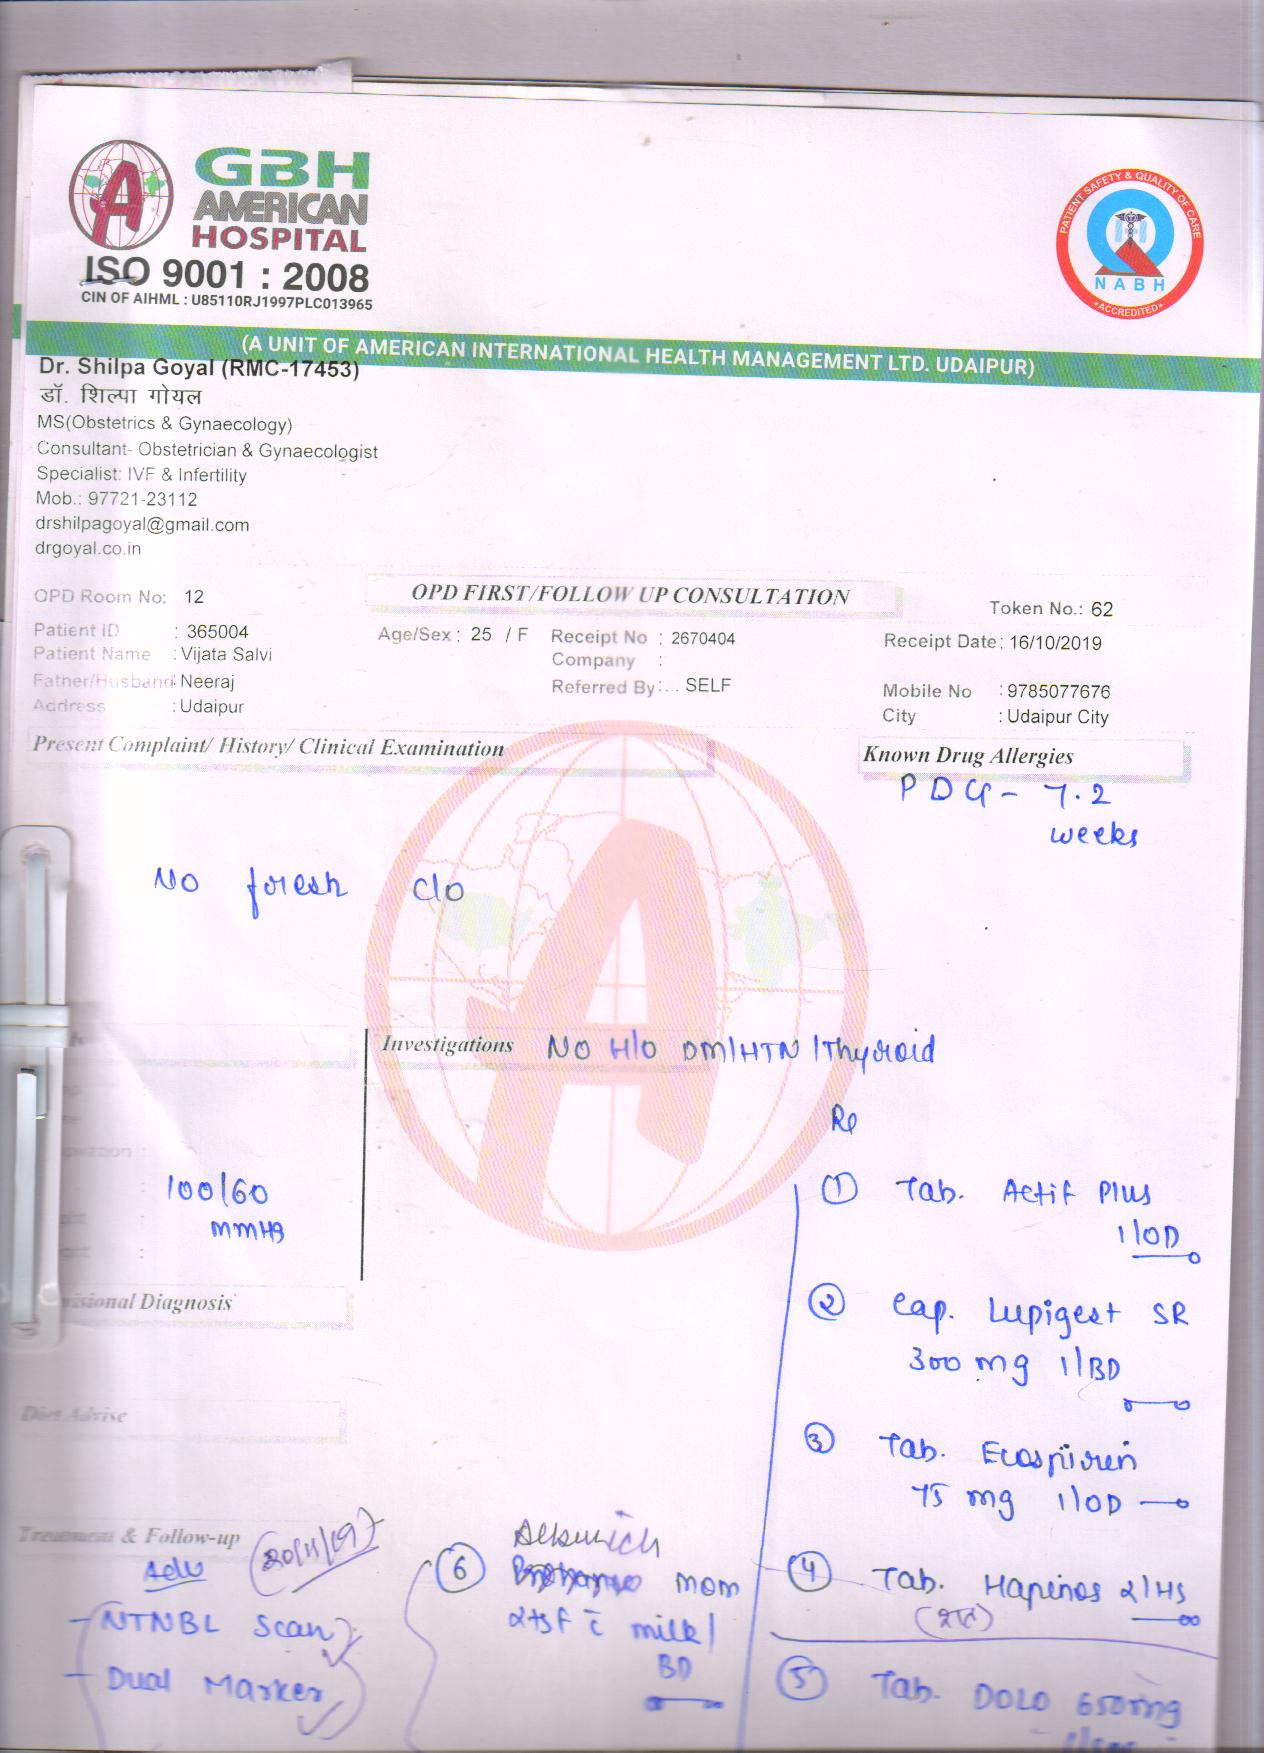 GBH
AMERICAN
HOSPITAL
ISO 9001 : 2008
CIN OF AIHML : U85110RJ1997PLC013965
PATIENT SAFETY & QUALITY OF CARE
NABH
ACCREDITED
(A UNIT OF AMERICAN INTERNATIONAL HEALTH MANAGEMENT LTD. UDAIPUR)
Dr. Shilpa Goyal (RMC-17453)
डॉ. शिल्पा गोयल
MS(Obstetrics & Gynaecology)
Consultant- Obstetrician & Gynaecologist
Specialist: IVF & Infertility
Mob.: 97721-23112
drshilpagoyal@gmail.com
drgoyal.co.in
OPD FIRST/FOLLOW UP CONSULTATION
OPD Room No: 12
Token No.: 62
Patient ID : 365004
Age/Sex : 25 / F
Receipt No : 2670404
Receipt Date: 16/10/2019
Patient Name : Vijata Salvi
Company :
Father/Husband: Neeraj
Referred By: . . SELF
Mobile No : 9785077676
Address : Udaipur
City : Udaipur City
Present Complaint/ History/ Clinical Examination
Known Drug Allergies
PDG - 7.2
weeks
No fresh c/o
Investigations NO H/O DM/HTN/Thyroid
100/60
mmHg
① Tab. Actif Plus
1/OD
② Cap. Lupigest SR
300 mg 1/BD
③ Tab. Ecospirin
75 mg 1/OD
④ Tab. Hapinos 2/HS
⑤ Tab. DOLO 650mg
visional Diagnosis
Diet Advise
Treatment & Follow-up
Adv
20/11/19
- NTNBL Scan
- Dual Marker
⑥ mom
2tsf c̄ milk/
BD